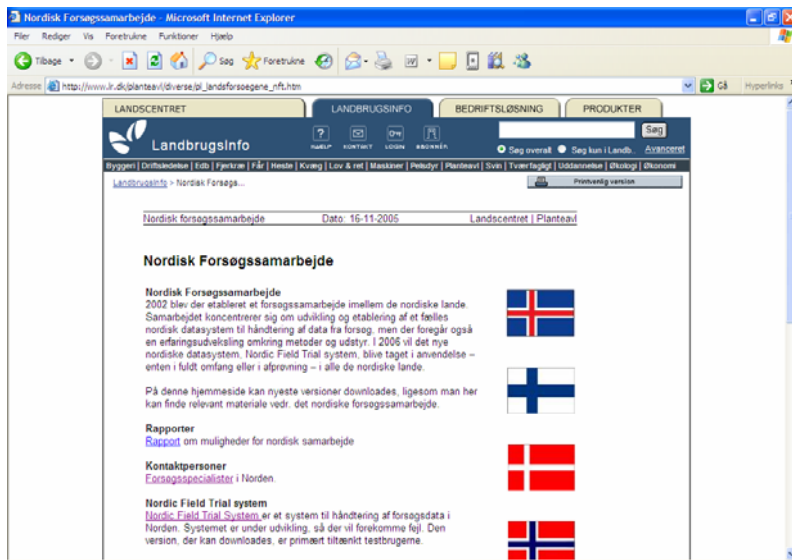 Nordisk Forsøgssamarbejde - Microsoft Internet Explorer
Filer Rediger Vis Foretrukne Funktioner Hjælp
Tilbage Søg Foretrukne
Adresse http://www.lr.dk/planteavl/diverse/pl_landsforsoegene_nft.htm Gå Hyperlinks
LANDSCENTRET LANDBRUGSINFO BEDRIFTSLØSNING PRODUKTER
LandbrugsInfo HJÆLP KONTAKT LOGIN ABONNÉR Søg
Søg overalt Søg kun i Landb.. Avanceret
Byggeri | Driftsledelse | Edb | Fjerkræ | Får | Heste | Kvæg | Lov & ret | Maskiner | Pelsdyr | Planteavl | Svin | Tværfagligt | Uddannelse | Økologi | Økonomi
LandbrugsInfo > Nordisk Forsøgs...
Printvenlig version
Nordisk forsøgssamarbejde Dato: 16-11-2005 Landscentret | Planteavl
Nordisk Forsøgssamarbejde
Nordisk Forsøgssamarbejde
2002 blev der etableret et forsøgssamarbejde imellem de nordiske lande.
Samarbejdet koncentrerer sig om udvikling og etablering af et fælles
nordisk datasystem til håndtering af data fra forsøg, men der foregår også
en erfaringsudveksling omkring metoder og udstyr. I 2006 vil det nye
nordiske datasystem, Nordic Field Trial system, blive taget i anvendelse –
enten i fuldt omfang eller i afprøvning – i alle de nordiske lande.
På denne hjemmeside kan nyeste versioner downloades, ligesom man her
kan finde relevant materiale vedr. det nordiske forsøgssamarbejde.
Rapporter
Rapport om muligheder for nordisk samarbejde
Kontaktpersoner
Forsøgsspecialister i Norden.
Nordic Field Trial system
Nordic Field Trial System er et system til håndtering af forsøgsdata i
Norden. Systemet er under udvikling, så der vil forekomme fejl. Den
version, der kan downloades, er primært tiltænkt testbrugerne.